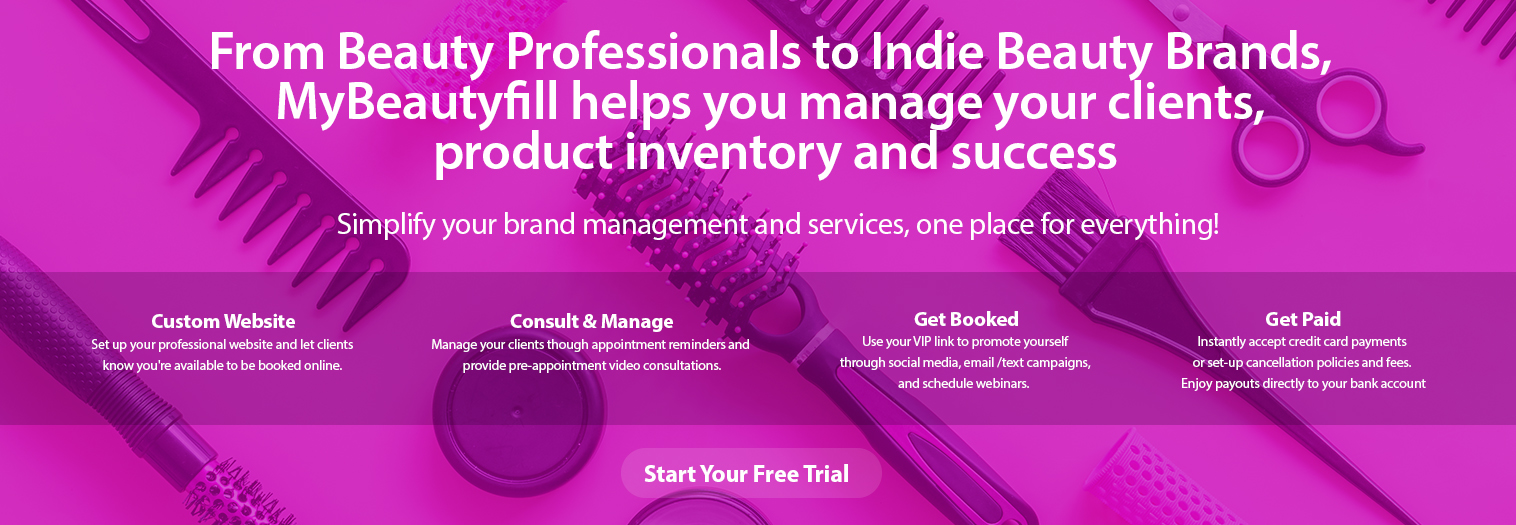 From Beauty Professionals to Indie Beauty Brands,
MyBeautyfill helps you manage your clients,
product inventory and success
Simplify your brand management and services, one place for everything!
Custom Website
Set up your professional website and let clients
know you're available to be booked online.
Consult & Manage
Manage your clients though appointment reminders and
provide pre-appointment video consultations.
Get Booked
Use your VIP link to promote yourself
through social media, email /text campaigns,
and schedule webinars.
Get Paid
Instantly accept credit card payments
or set-up cancellation policies and fees.
Enjoy payouts directly to your bank account
Start Your Free Trial